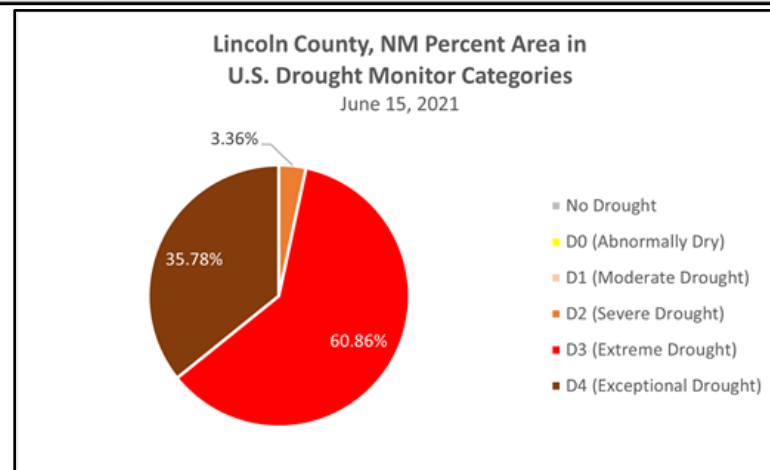 Lincoln County, NM Percent Area in
U.S. Drought Monitor Categories
June 15, 2021
3.36%
35.78%
60.86%
No Drought
D0 (Abnormally Dry)
D1 (Moderate Drought)
D2 (Severe Drought)
D3 (Extreme Drought)
D4 (Exceptional Drought)